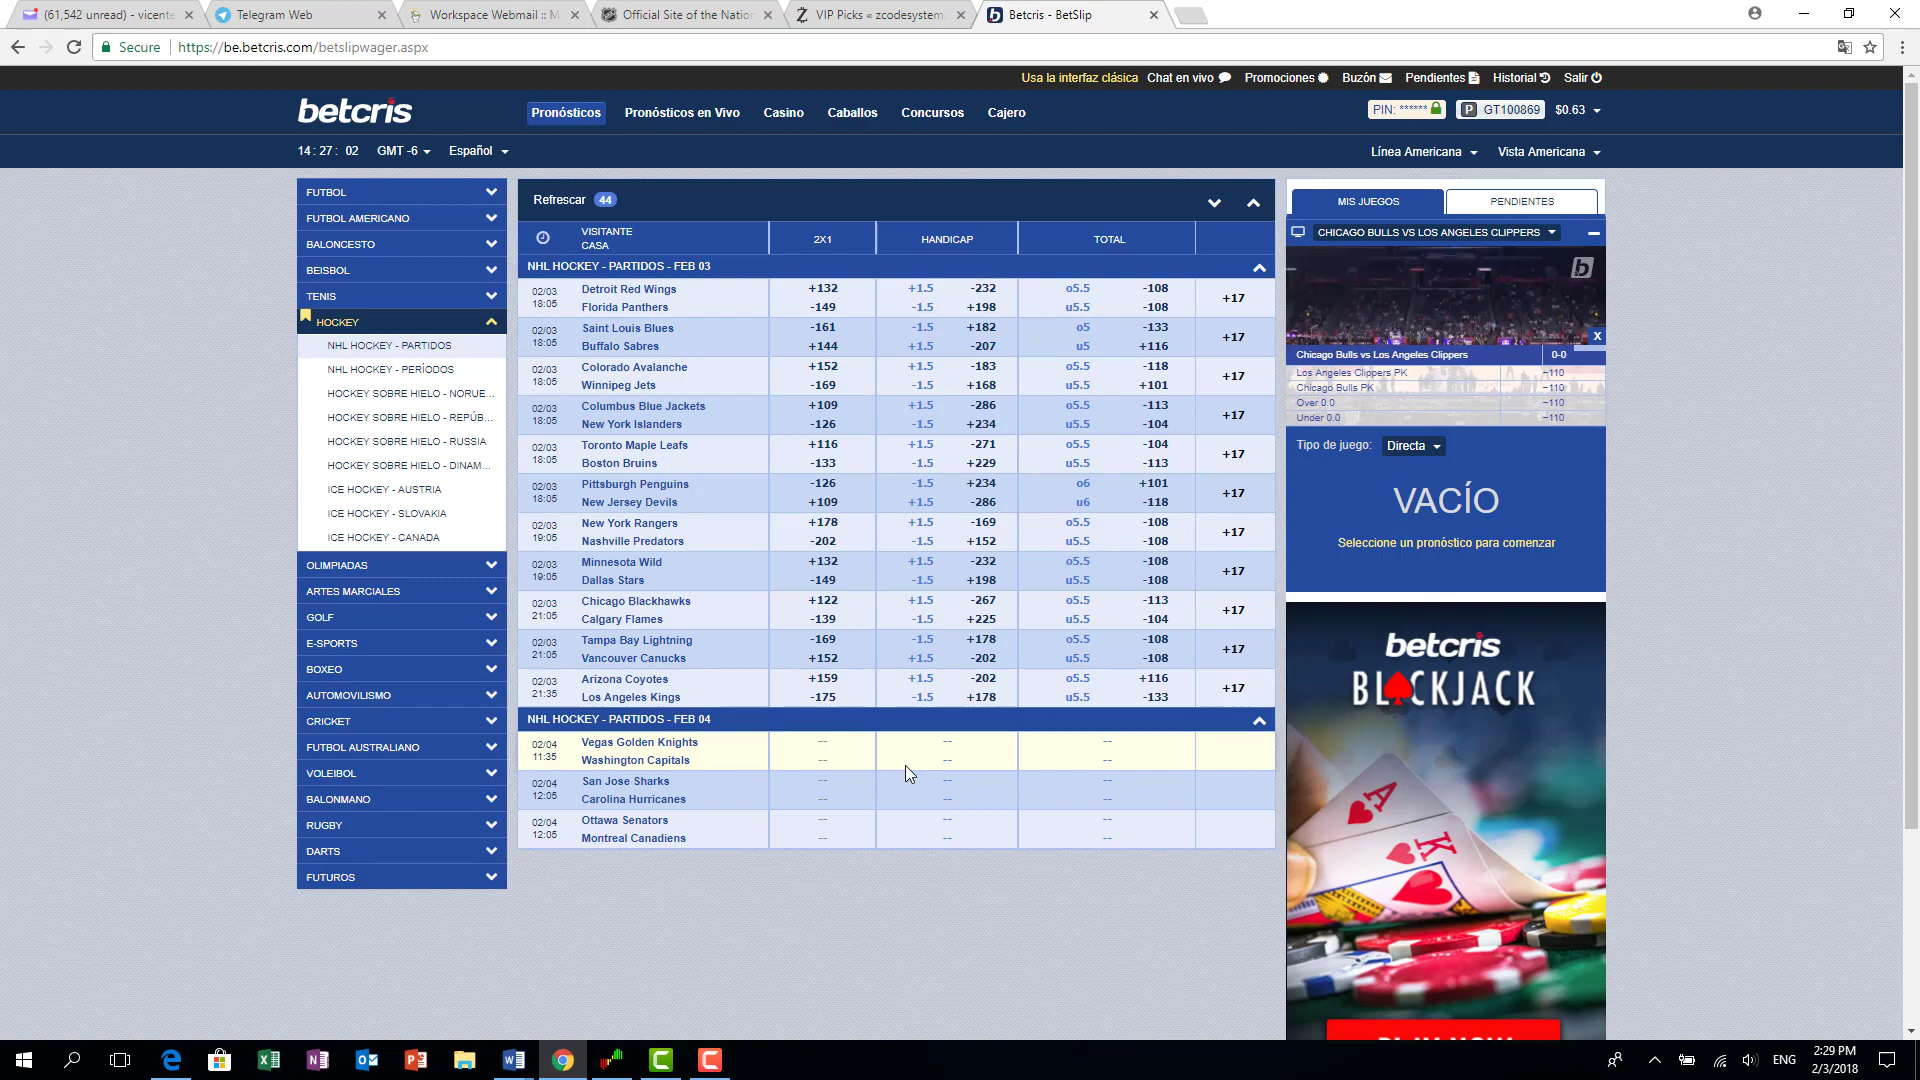 (61,542 unread) - vicente
Telegram Web
Workspace Webmail :: M
Official Site of the Nation
VIP Picks « zcodesystem
Betcris - BetSlip
Secure
https://be.betcris.com/betslipwager.aspx
Usa la interfaz clásica
Chat en vivo
Promociones
Buzón
Pendientes
Historial
Salir
betcris
Pronósticos
Pronósticos en Vivo
Casino
Caballos
Concursos
Cajero
PIN: ******
P GT100869
$0.63
14 : 27 : 02
GMT -6
Español
Línea Americana
Vista Americana
FUTBOL
FUTBOL AMERICANO
BALONCESTO
BEISBOL
TENIS
HOCKEY
NHL HOCKEY - PARTIDOS
NHL HOCKEY - PERÍODOS
HOCKEY SOBRE HIELO - NORUE...
HOCKEY SOBRE HIELO - REPÚB...
HOCKEY SOBRE HIELO - RUSSIA
HOCKEY SOBRE HIELO - DINAM...
ICE HOCKEY - AUSTRIA
ICE HOCKEY - SLOVAKIA
ICE HOCKEY - CANADA
OLIMPIADAS
ARTES MARCIALES
GOLF
E-SPORTS
BOXEO
AUTOMOVILISMO
CRICKET
FUTBOL AUSTRALIANO
VOLEIBOL
BALONMANO
RUGBY
DARTS
FUTUROS
Refrescar 44
VISITANTE
CASA
2X1
HANDICAP
TOTAL
NHL HOCKEY - PARTIDOS - FEB 03
02/03 Detroit Red Wings +132 +1.5 -232 o5.5 -108 +17
18:05 Florida Panthers -149 -1.5 +198 u5.5 -108
02/03 Saint Louis Blues -161 -1.5 +182 o5 -133 +17
18:05 Buffalo Sabres +144 +1.5 -207 u5 +116
02/03 Colorado Avalanche +152 +1.5 -183 o5.5 -118 +17
18:05 Winnipeg Jets -169 -1.5 +168 u5.5 +101
02/03 Columbus Blue Jackets +109 +1.5 -286 o5.5 -113 +17
18:05 New York Islanders -126 -1.5 +234 u5.5 -104
02/03 Toronto Maple Leafs +116 +1.5 -271 o5.5 -104 +17
18:05 Boston Bruins -133 -1.5 +229 u5.5 -113
02/03 Pittsburgh Penguins -126 -1.5 +234 o6 +101 +17
18:05 New Jersey Devils +109 +1.5 -286 u6 -118
02/03 New York Rangers +178 +1.5 -169 o5.5 -108 +17
19:05 Nashville Predators -202 -1.5 +152 u5.5 -108
02/03 Minnesota Wild +132 +1.5 -232 o5.5 -108 +17
19:05 Dallas Stars -149 -1.5 +198 u5.5 -108
02/03 Chicago Blackhawks +122 +1.5 -267 o5.5 -113 +17
21:05 Calgary Flames -139 -1.5 +225 u5.5 -104
02/03 Tampa Bay Lightning -169 -1.5 +178 o5.5 -108 +17
21:05 Vancouver Canucks +152 +1.5 -202 u5.5 -108
02/03 Arizona Coyotes +159 +1.5 -202 o5.5 +116 +17
21:35 Los Angeles Kings -175 -1.5 +178 u5.5 -133
NHL HOCKEY - PARTIDOS - FEB 04
02/04 Vegas Golden Knights -- -- --
11:35 Washington Capitals -- -- --
02/04 San Jose Sharks -- -- --
12:05 Carolina Hurricanes -- -- --
02/04 Ottawa Senators -- -- --
12:05 Montreal Canadiens -- -- --
MIS JUEGOS
PENDIENTES
CHICAGO BULLS VS LOS ANGELES CLIPPERS
b
X
Chicago Bulls vs Los Angeles Clippers 0-0
Los Angeles Clippers PK −110
Chicago Bulls PK −110
Over 0.0 −110
Under 0.0 −110
Tipo de juego: Directa
VACÍO
Seleccione un pronóstico para comenzar
betcris
BLACKJACK
A
K
PLAY NOW
ENG
2:29 PM
2/3/2018